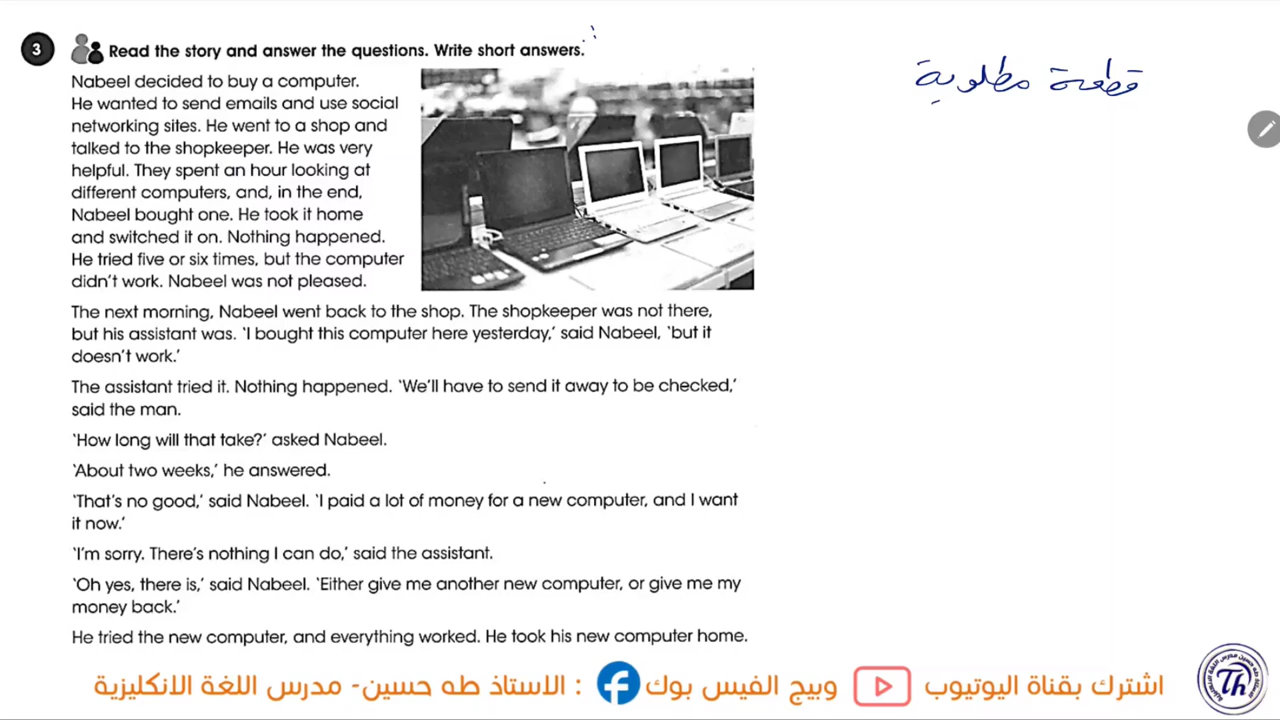 3 Read the story and answer the questions. Write short answers.
قطعة مطلوبة
Nabeel decided to buy a computer.
He wanted to send emails and use social
networking sites. He went to a shop and
talked to the shopkeeper. He was very
helpful. They spent an hour looking at
different computers, and, in the end,
Nabeel bought one. He took it home
and switched it on. Nothing happened.
He tried five or six times, but the computer
didn't work. Nabeel was not pleased.
The next morning, Nabeel went back to the shop. The shopkeeper was not there,
but his assistant was. 'I bought this computer here yesterday,' said Nabeel, 'but it
doesn't work.'
The assistant tried it. Nothing happened. 'We'll have to send it away to be checked,'
said the man.
'How long will that take?' asked Nabeel.
'About two weeks,' he answered.
'That's no good,' said Nabeel. 'I paid a lot of money for a new computer, and I want
it now.'
'I'm sorry. There's nothing I can do,' said the assistant.
'Oh yes, there is,' said Nabeel. 'Either give me another new computer, or give me my
money back.'
He tried the new computer, and everything worked. He took his new computer home.
اشترك بقناة اليوتيوب وبيج الفيس بوك : الاستاذ طه حسين- مدرس اللغة الانكليزية
Th